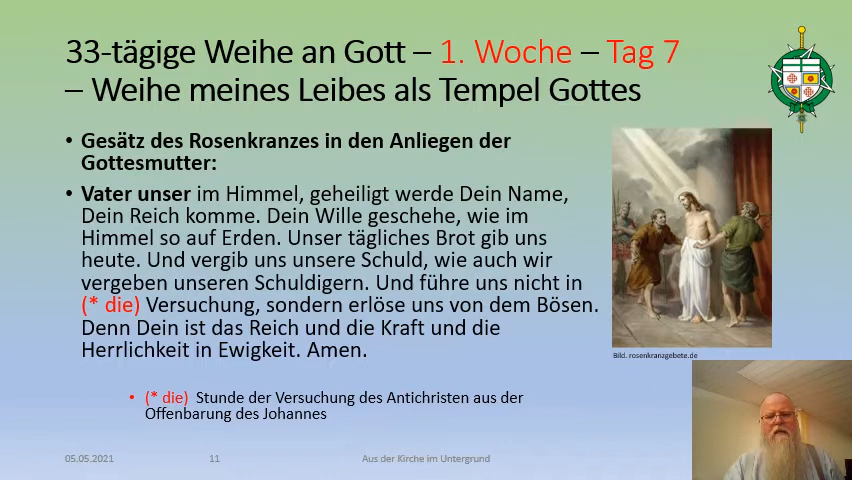 33-tägige Weihe an Gott – 1. Woche – Tag 7
– Weihe meines Leibes als Tempel Gottes
• Gesätz des Rosenkranzes in den Anliegen der
Gottesmutter:
• Vater unser im Himmel, geheiligt werde Dein Name,
Dein Reich komme. Dein Wille geschehe, wie im
Himmel so auf Erden. Unser tägliches Brot gib uns
heute. Und vergib uns unsere Schuld, wie auch wir
vergeben unseren Schuldigern. Und führe uns nicht in
(* die) Versuchung, sondern erlöse uns von dem Bösen.
Denn Dein ist das Reich und die Kraft und die
Herrlichkeit in Ewigkeit. Amen.
Bild. rosenkranzgebete.de
• (* die) Stunde der Versuchung des Antichristen aus der
Offenbarung des Johannes
05.05.2021 11 Aus der Kirche im Untergrund